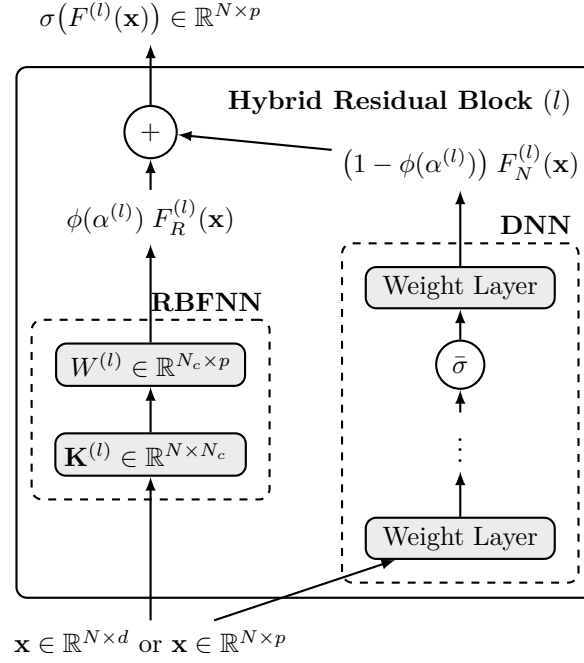 σ(F^{(l)}(𝐱)) ∈ ℝ^{N×p}
Hybrid Residual Block (l)
+
(1 − ϕ(α^{(l)})) F_N^{(l)}(𝐱)
ϕ(α^{(l)}) F_R^{(l)}(𝐱)
DNN
Weight Layer
RBFNN
W^{(l)} ∈ ℝ^{N_c×p}
σ̄
𝐊^{(l)} ∈ ℝ^{N×N_c}
⋮
Weight Layer
𝐱 ∈ ℝ^{N×d} or 𝐱 ∈ ℝ^{N×p}